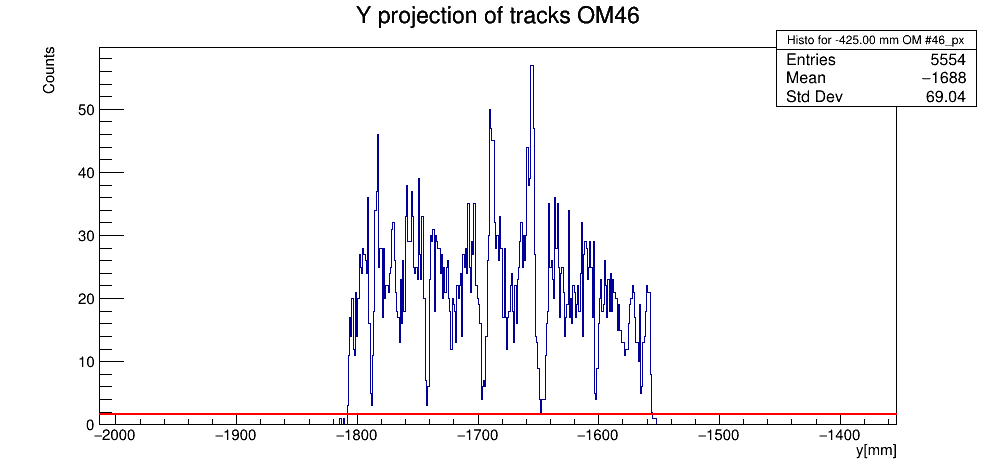 Y projection of tracks OM46
Histo for -425.00 mm OM #46_px
Entries 5554
Mean −1688
Std Dev 69.04
Counts
50
40
30
20
10
0
−2000 −1900 −1800 −1700 −1600 −1500 −1400
y[mm]